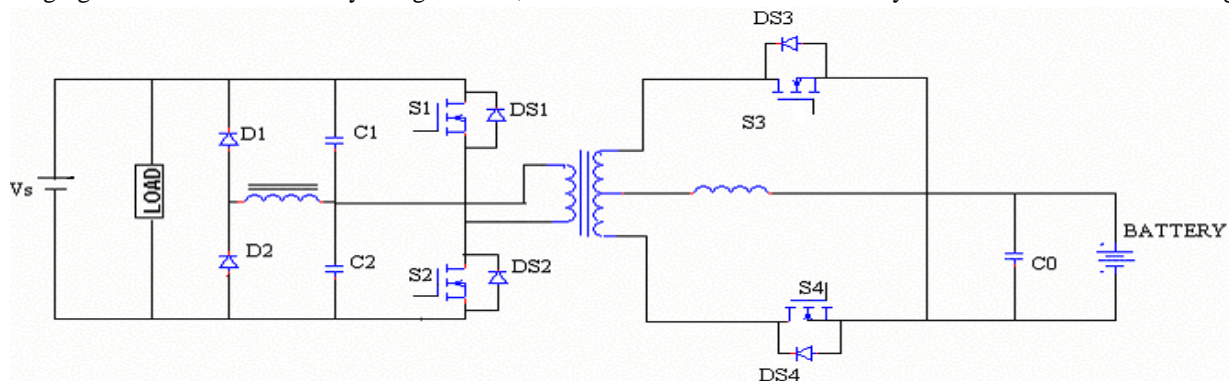 DS3
S1
DS1
S3
D1
C1
Vs
LOAD
BATTERY
D2
C2
S2
DS2
S4
C0
DS4